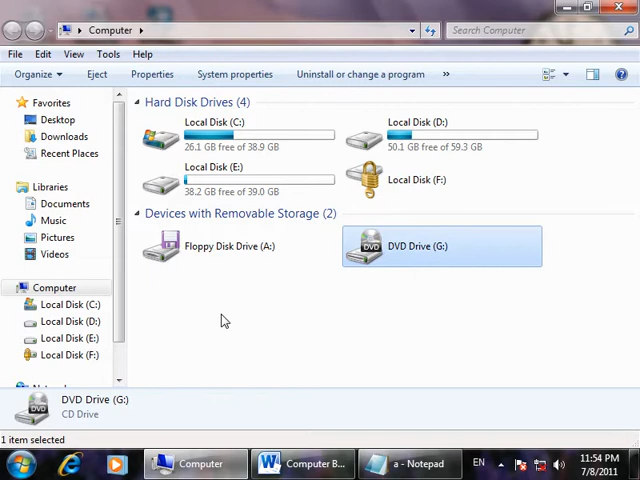 Computer
Search Computer
File Edit View Tools Help
Organize Eject Properties System properties Uninstall or change a program »
Favorites
Desktop
Downloads
Recent Places
Libraries
Documents
Music
Pictures
Videos
Computer
Local Disk (C:)
Local Disk (D:)
Local Disk (E:)
Local Disk (F:)
Hard Disk Drives (4)
Local Disk (C:)
26.1 GB free of 38.9 GB
Local Disk (D:)
50.1 GB free of 59.3 GB
Local Disk (E:)
38.2 GB free of 39.0 GB
Local Disk (F:)
Devices with Removable Storage (2)
Floppy Disk Drive (A:)
DVD
DVD Drive (G:)
DVD
DVD Drive (G:)
CD Drive
1 item selected
Computer
Computer B...
a - Notepad
EN
11:54 PM
7/8/2011